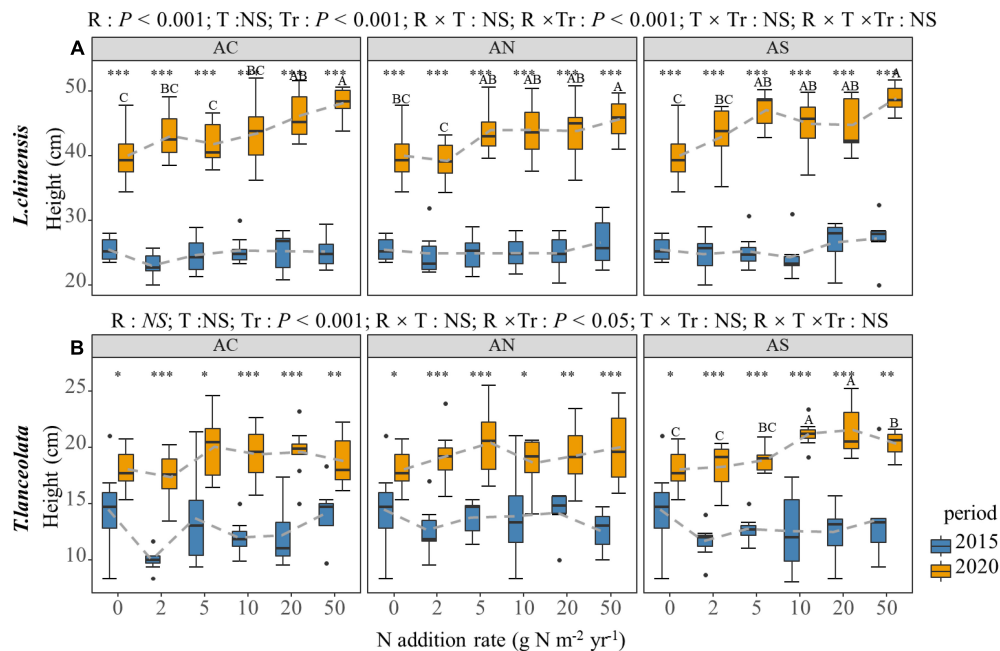 R : P < 0.001; T :NS; Tr : P < 0.001; R × T : NS; R ×Tr : P < 0.001; T × Tr : NS; R × T ×Tr : NS
A
AC AN AS
*** *** *** *** *** *** *** *** *** *** *** *** *** *** *** *** *** ***
C BC C BC AB A BC C AB AB AB A C BC AB AB AB A
50
40
30
20
L.chinensis
Height (cm)
R : NS; T :NS; Tr : P < 0.001; R × T : NS; R ×Tr : P < 0.05; T × Tr : NS; R × T ×Tr : NS
B
AC AN AS
* *** * *** *** ** * *** *** * ** *** * *** *** *** *** **
C C BC A A B
25
20
15
10
T.lanceolata
Height (cm)
period
2015
2020
0 2 5 10 20 50 0 2 5 10 20 50 0 2 5 10 20 50
N addition rate (g N m⁻² yr⁻¹)